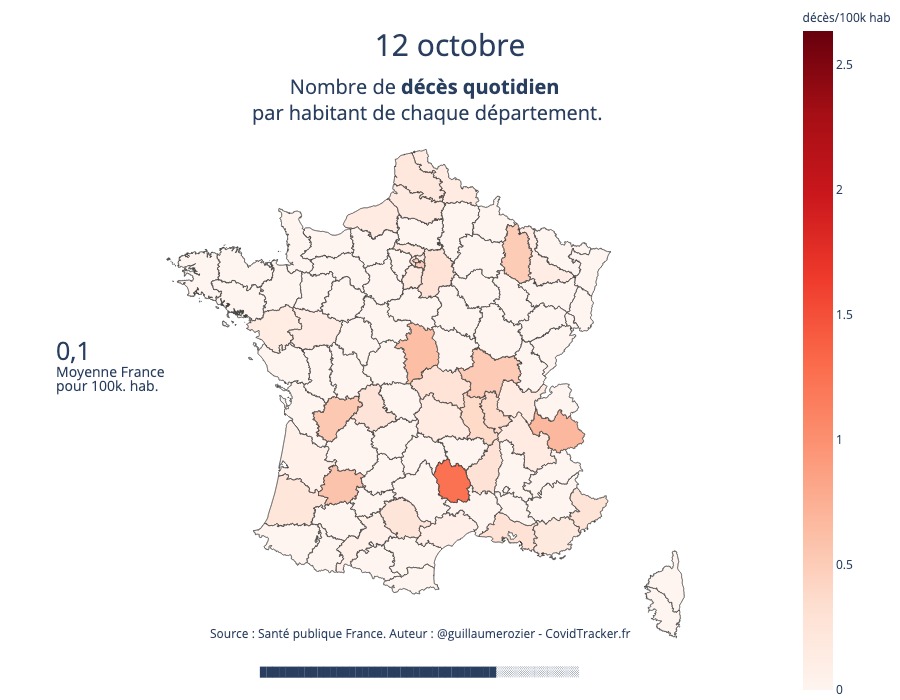 décès/100k hab
12 octobre
Nombre de décès quotidien
par habitant de chaque département.
2.5
2
1.5
1
0.5
0
0,1
Moyenne France
pour 100k. hab.
Source : Santé publique France. Auteur : @guillaumerozier - CovidTracker.fr